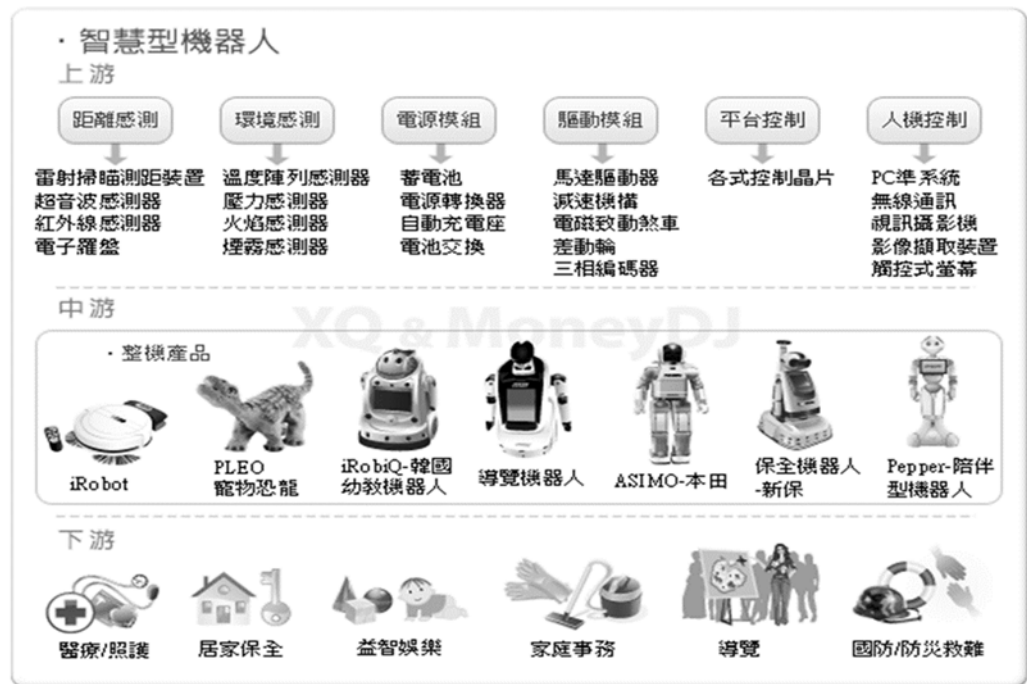 · 智慧型機器人
上游
距離感測
環境感測
電源模組
驅動模組
平台控制
人機控制
雷射掃瞄測距裝置
超音波感測器
紅外線感測器
電子羅盤
溫度陣列感測器
壓力感測器
火焰感測器
煙霧感測器
蓄電池
電源轉換器
自動充電座
電池交換
馬達驅動器
減速機構
電磁致動煞車
差動輪
三相編碼器
各式控制晶片
PC準系統
無線通訊
視訊攝影機
影像擷取裝置
觸控式螢幕
中游
XQ & MoneyDJ
· 整機產品
iRobot
PLEO
寵物恐龍
iRobiQ-韓國
幼教機器人
導覽機器人
ASIMO-本田
保全機器人
-新保
Pepper-陪伴
型機器人
下游
醫療/照護
居家保全
益智娛樂
家庭事務
導覽
國防/防災救難